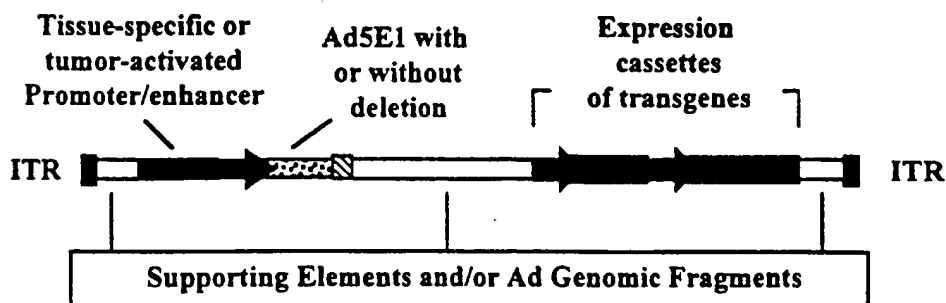 Tissue-specific or
tumor-activated
Promoter/enhancer
Ad5E1 with
or without
deletion
Expression
cassettes
of transgenes
ITR
ITR
Supporting Elements and/or Ad Genomic Fragments